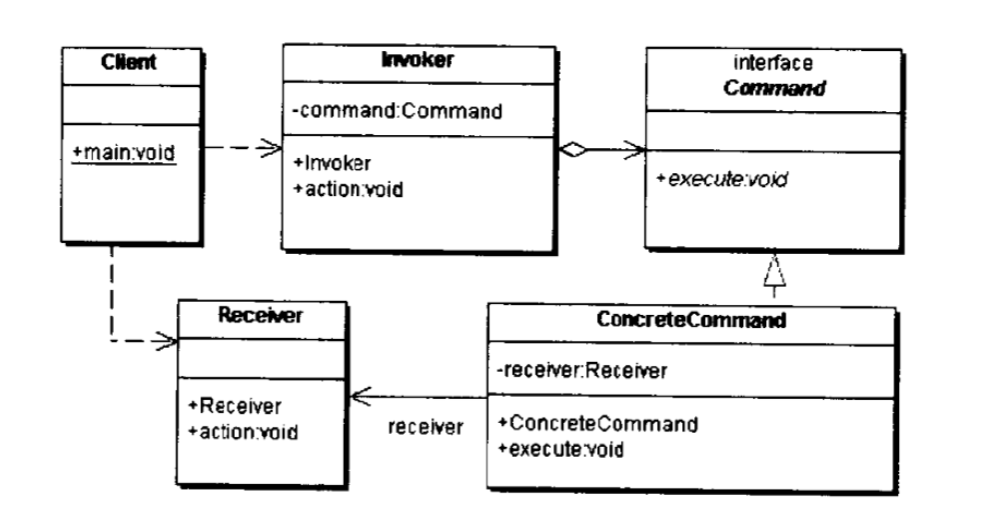 Client
+main:void
Invoker
-command:Command
+Invoker
+action:void
interface
Command
+execute:void
Receiver
+Receiver
+action:void
receiver
ConcreteCommand
-receiver:Receiver
+ConcreteCommand
+execute:void